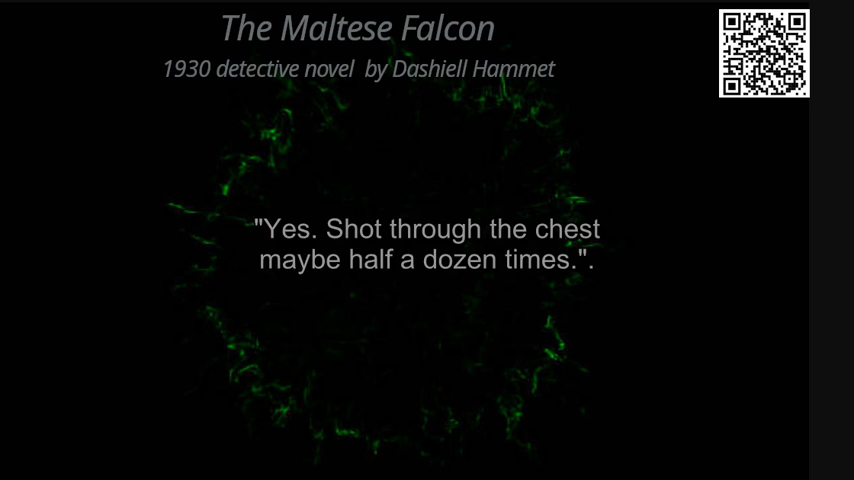 The Maltese Falcon
1930 detective novel by Dashiell Hammet
"Yes. Shot through the chest
maybe half a dozen times.".